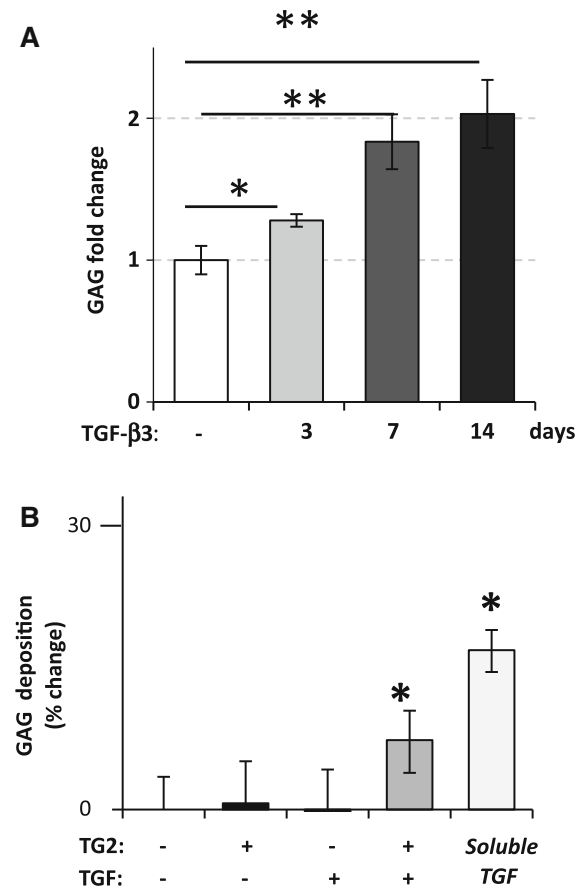 A
**
**
*
GAG fold change
2
1
0
TGF-β3: - 3 7 14 days
B
30
0
GAG deposition
(% change)
*
*
TG2: - + - + Soluble
TGF: - - + + TGF